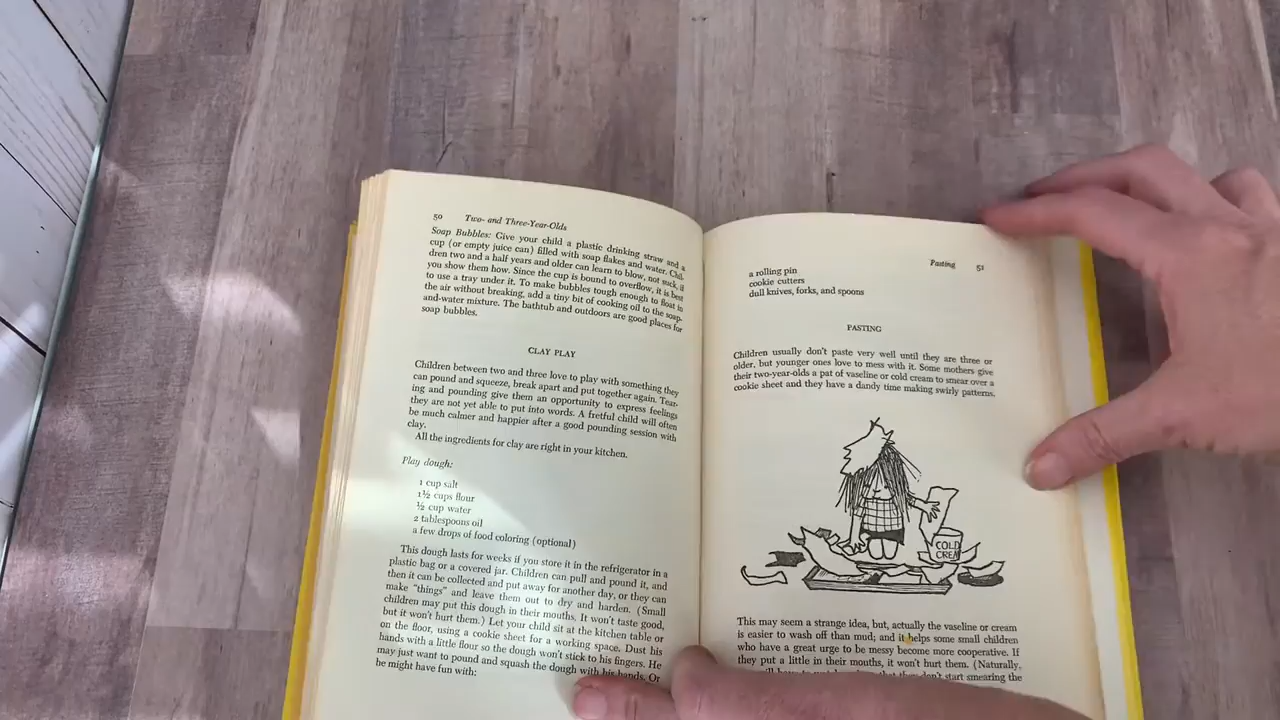 50 Two- and Three-Year-Olds
Soap Bubbles: Give your child a plastic drinking straw and a
cup (or empty juice can) filled with soap flakes and water. Chil-
dren two and a half years and older can learn to blow, not suck, if
you show them how. Since the cup is bound to overflow, it is best
to use a tray under it. To make bubbles tough enough to float in
the air without breaking, add a tiny bit of cooking oil to the soap-
and-water mixture. The bathtub and outdoors are good places for
soap bubbles.
CLAY PLAY
Children between two and three love to play with something they
can pound and squeeze, break apart and put together again. Tear-
ing and pounding give them an opportunity to express feelings
they are not yet able to put into words. A fretful child will often
be much calmer and happier after a good pounding session with
clay.
All the ingredients for clay are right in your kitchen.
Play dough:
1 cup salt
1½ cups flour
½ cup water
2 tablespoons oil
a few drops of food coloring (optional)
This dough lasts for weeks if you store it in the refrigerator in a
plastic bag or a covered jar. Children can pull and pound it, and
then it can be collected and put away for another day, or they can
make "things" and leave them out to dry and harden. (Small
children may put this dough in their mouths. It won't taste good,
but it won't hurt them.) Let your child sit at the kitchen table or
on the floor, using a cookie sheet for a working space. Dust his
hands with a little flour so the dough won't stick to his fingers. He
may just want to pound and squash the dough with his hands. Or
he might have fun with:
Pasting 51
a rolling pin
cookie cutters
dull knives, forks, and spoons
PASTING
Children usually don't paste very well until they are three or
older, but younger ones love to mess with it. Some mothers give
their two-year-olds a pat of vaseline or cold cream to smear over a
cookie sheet and they have a dandy time making swirly patterns.
COLD
CREAM
This may seem a strange idea, but, actually the vaseline or cream
is easier to wash off than mud; and it helps some small children
who have a great urge to be messy become more cooperative. If
they put a little in their mouths, it won't hurt them. (Naturally,
that they don't start smearing the